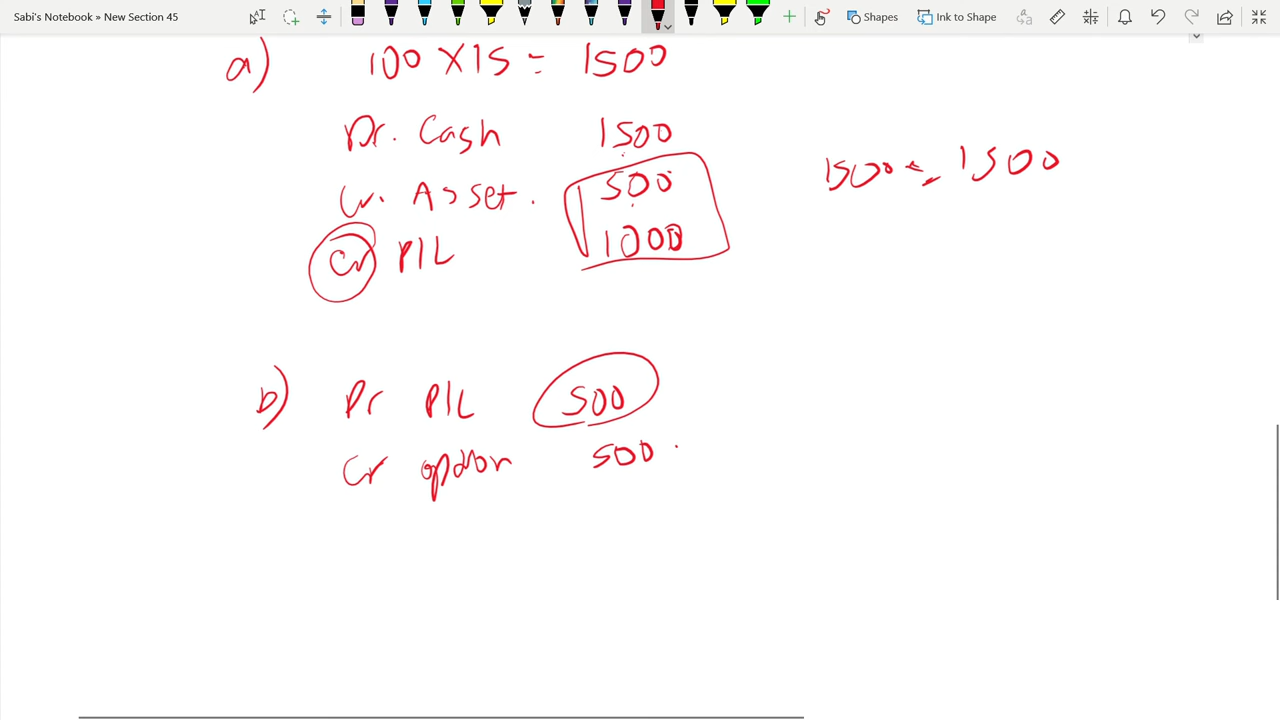 Sabi's Notebook » New Section 45
Shapes
Ink to Shape
a) 100 X 15 = 1500
Dr. Cash 1500
Cr. Asset. 500
Cr P/L 1000
1500 = 1500
b) Dr P/L 500
Cr option 500